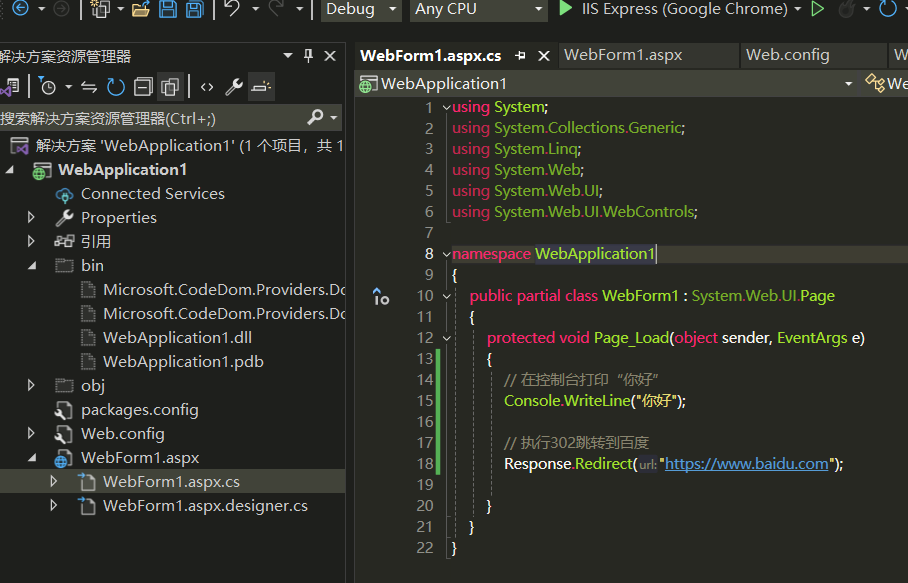 Debug
Any CPU
IIS Express (Google Chrome)
解决方案资源管理器
搜索解决方案资源管理器(Ctrl+;)
解决方案 'WebApplication1' (1 个项目，共 1
WebApplication1
Connected Services
Properties
引用
bin
Microsoft.CodeDom.Providers.Do
Microsoft.CodeDom.Providers.Do
WebApplication1.dll
WebApplication1.pdb
obj
packages.config
Web.config
WebForm1.aspx
WebForm1.aspx.cs
WebForm1.aspx.designer.cs
WebForm1.aspx.cs
WebForm1.aspx
Web.config
W
WebApplication1
We
1 using System;
2 using System.Collections.Generic;
3 using System.Linq;
4 using System.Web;
5 using System.Web.UI;
6 using System.Web.UI.WebControls;
7
8 namespace WebApplication1
9 {
10 public partial class WebForm1 : System.Web.UI.Page
11 {
12 protected void Page_Load(object sender, EventArgs e)
13 {
14 // 在控制台打印“你好”
15 Console.WriteLine("你好");
16
17 // 执行302跳转到百度
18 Response.Redirect(url:"https://www.baidu.com");
19
20 }
21 }
22 }